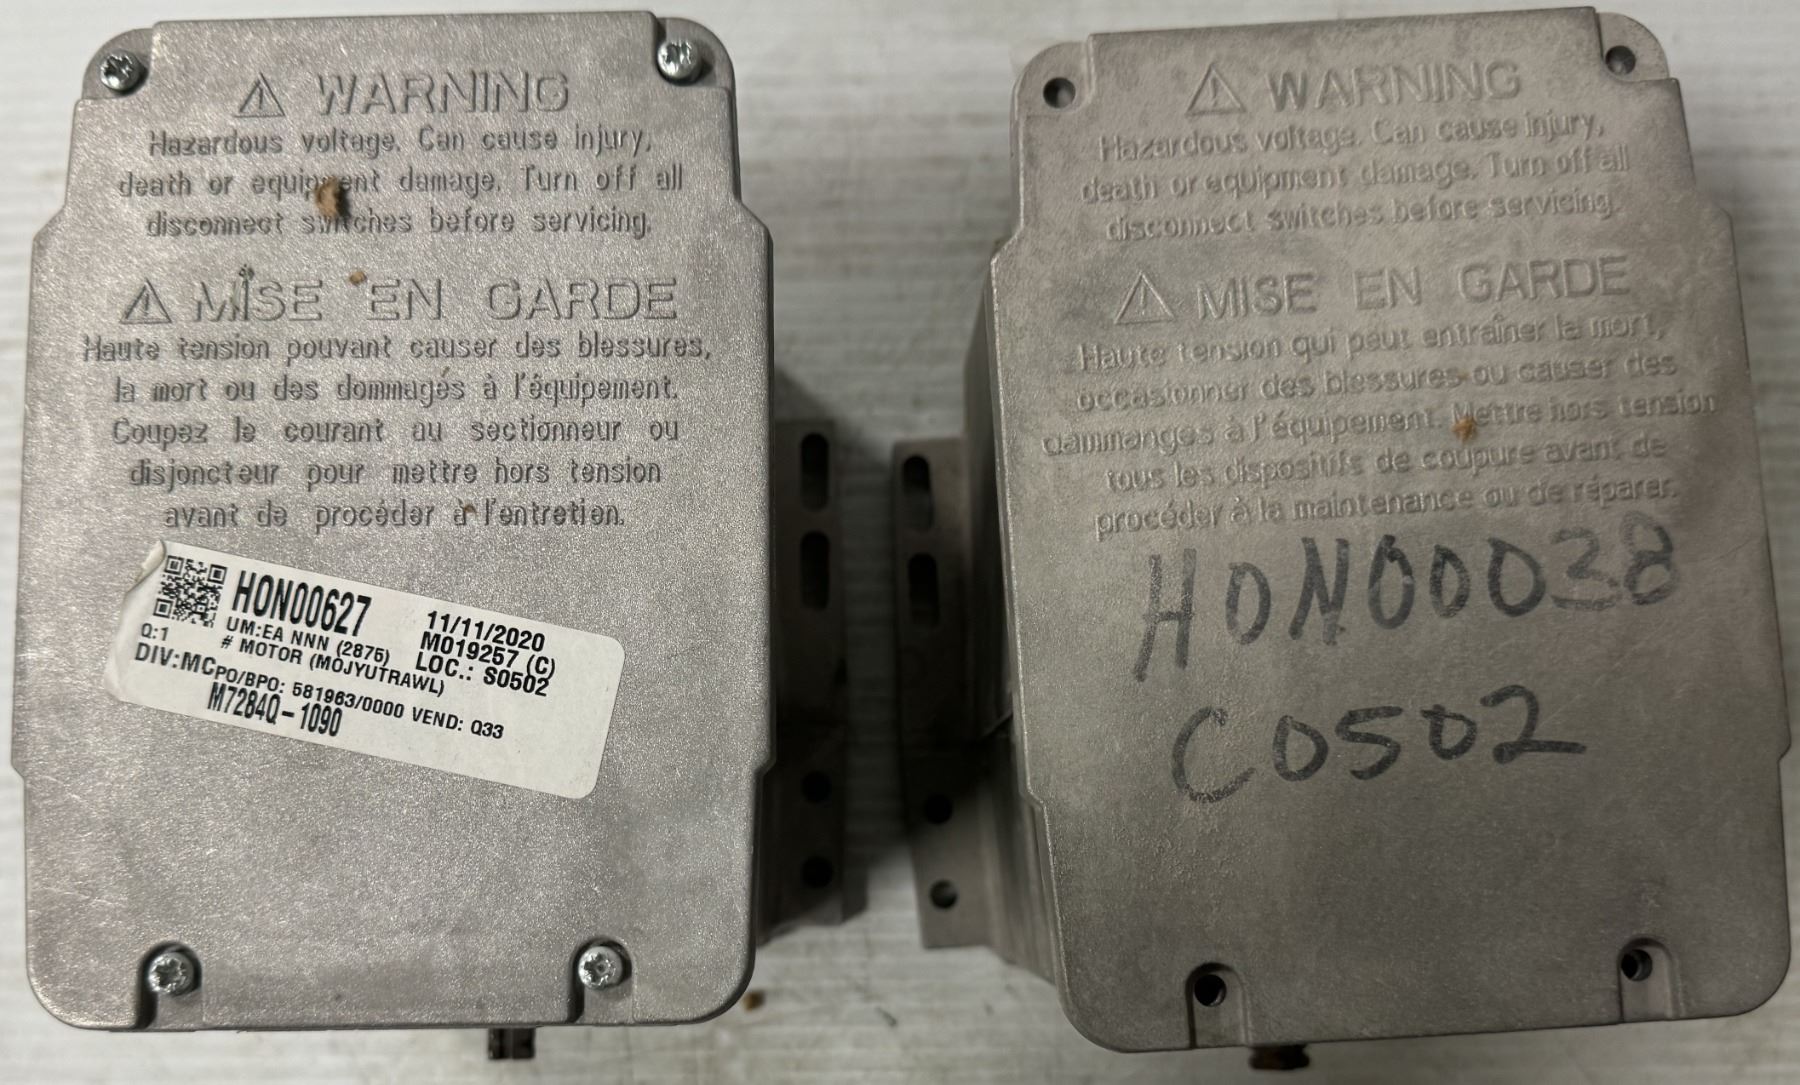 ⚠ WARNING
Hazardous voltage. Can cause injury,
death or equipment damage. Turn off all
disconnect switches before servicing.
⚠ MISE EN GARDE
Haute tension pouvant causer des blessures,
la mort ou des dommages à l'équipement.
Coupez le courant au sectionneur ou
disjoncteur pour mettre hors tension
avant de procéder à l'entretien.
HON00627 11/11/2020
UM:EA NNN (2875) M019257 (C)
Q:1 # MOTOR (MOJYUTRAWL) LOC.: S0502
DIV:MC PO/BPO: 581963/0000 VEND: Q33
M7284Q-1090
⚠ WARNING
Hazardous voltage. Can cause injury,
death or equipment damage. Turn off all
disconnect switches before servicing.
⚠ MISE EN GARDE
Haute tension qui peut entraîner la mort,
occasionner des blessures ou causer des
dammanges à l'équipement. Mettre hors tension
tous les dispositifs de coupure avant de
procéder à la maintenance ou de réparer.
HON00038
C0502